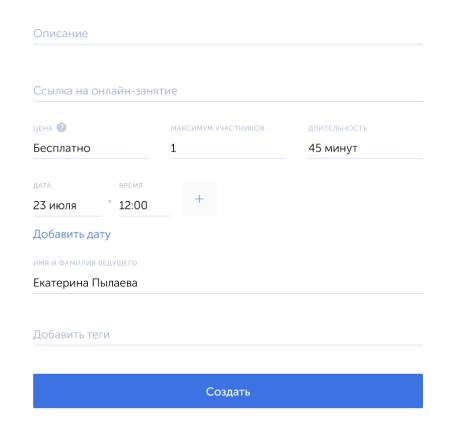 Описание
Ссылка на онлайн-занятие
ЦЕНА ? МАКСИМУМ УЧАСТНИКОВ ДЛИТЕЛЬНОСТЬ
Бесплатно 1 45 минут
ДАТА ВРЕМЯ
23 июля 12:00 +
Добавить дату
ИМЯ И ФАМИЛИЯ ВЕДУЩЕГО
Екатерина Пылаева
Добавить теги
Создать